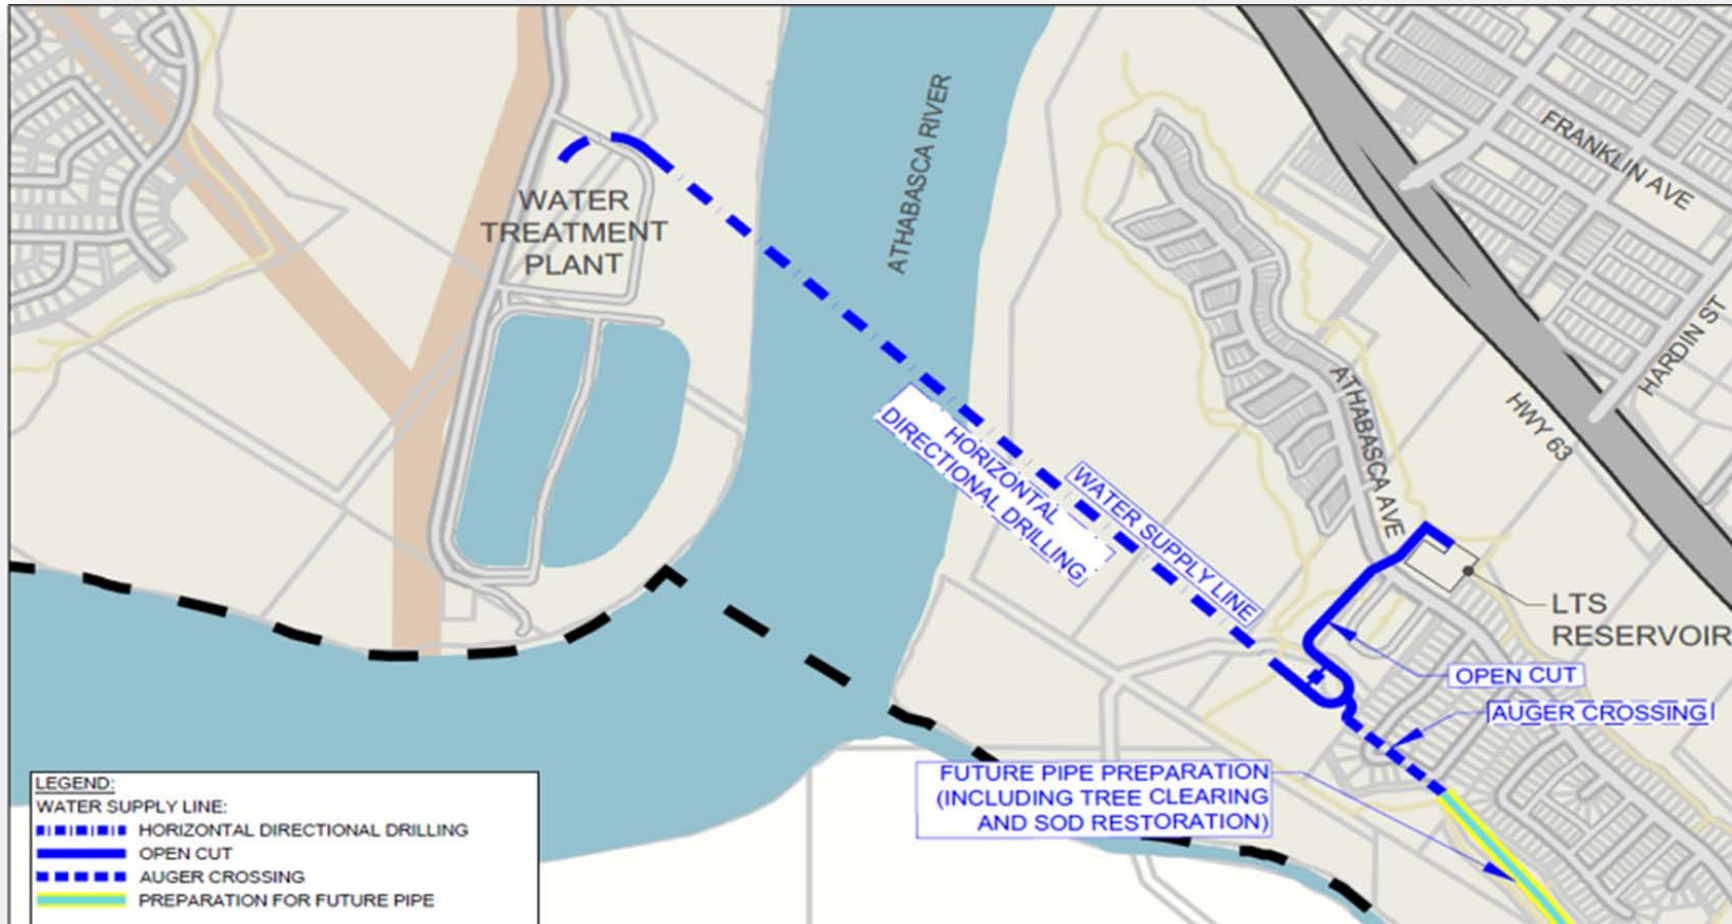 ATHABASCA RIVER
FRANKLIN AVE
WATER
TREATMENT
PLANT
HARDIN ST
ATHABASCA AVE
HWY 63
HORIZONTAL
DIRECTIONAL DRILLING
WATER SUPPLY LINE
LTS
RESERVOIR
OPEN CUT
AUGER CROSSING
FUTURE PIPE PREPARATION
(INCLUDING TREE CLEARING
AND SOD RESTORATION)
LEGEND:
WATER SUPPLY LINE:
HORIZONTAL DIRECTIONAL DRILLING
OPEN CUT
AUGER CROSSING
PREPARATION FOR FUTURE PIPE